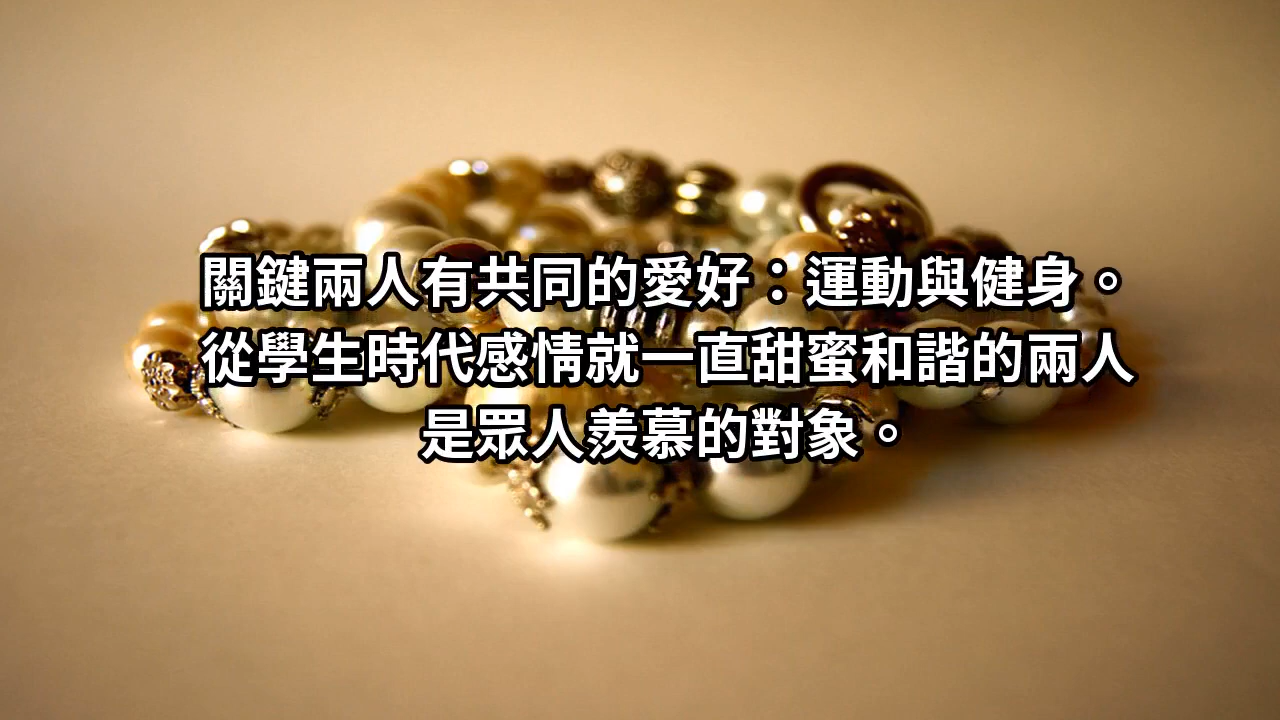 關鍵兩人有共同的愛好：運動與健身。
從學生時代感情就一直甜蜜和諧的兩人
是眾人羨慕的對象。